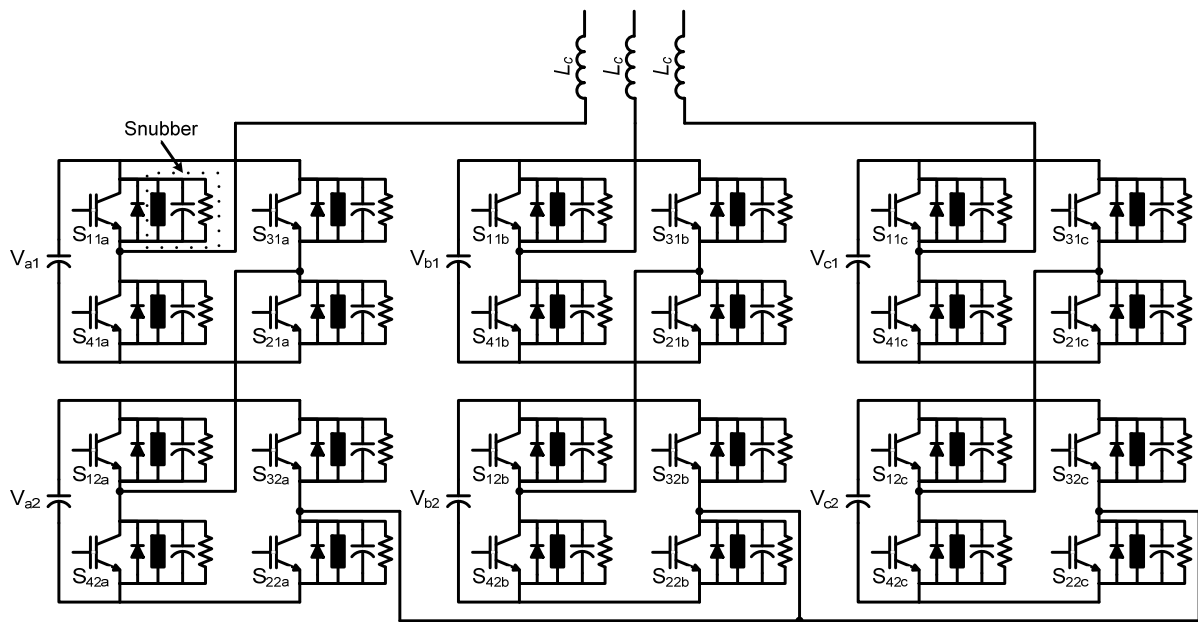 Lc Lc Lc
Snubber
S11a S31a S11b S31b S11c S31c
Va1 Vb1 Vc1
S41a S21a S41b S21b S41c S21c
S12a S32a S12b S32b S12c S32c
Va2 Vb2 Vc2
S42a S22a S42b S22b S42c S22c